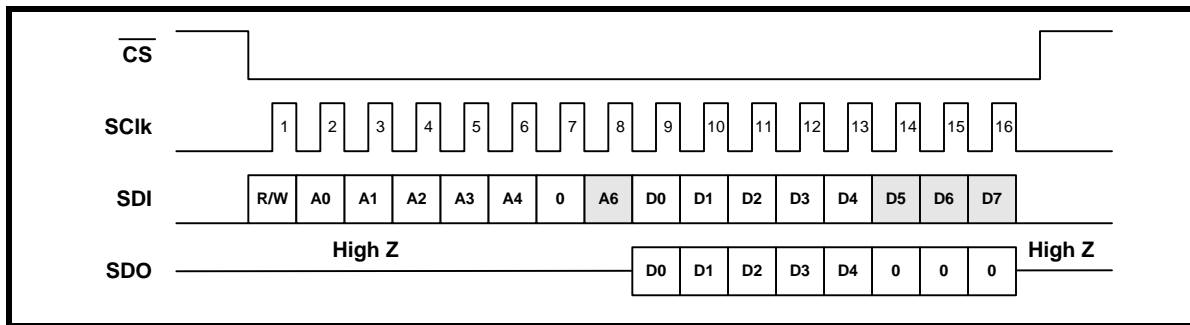 CS
SClk 1 2 3 4 5 6 7 8 9 10 11 12 13 14 15 16
SDI R/W A0 A1 A2 A3 A4 0 A6 D0 D1 D2 D3 D4 D5 D6 D7
High Z High Z
SDO D0 D1 D2 D3 D4 0 0 0